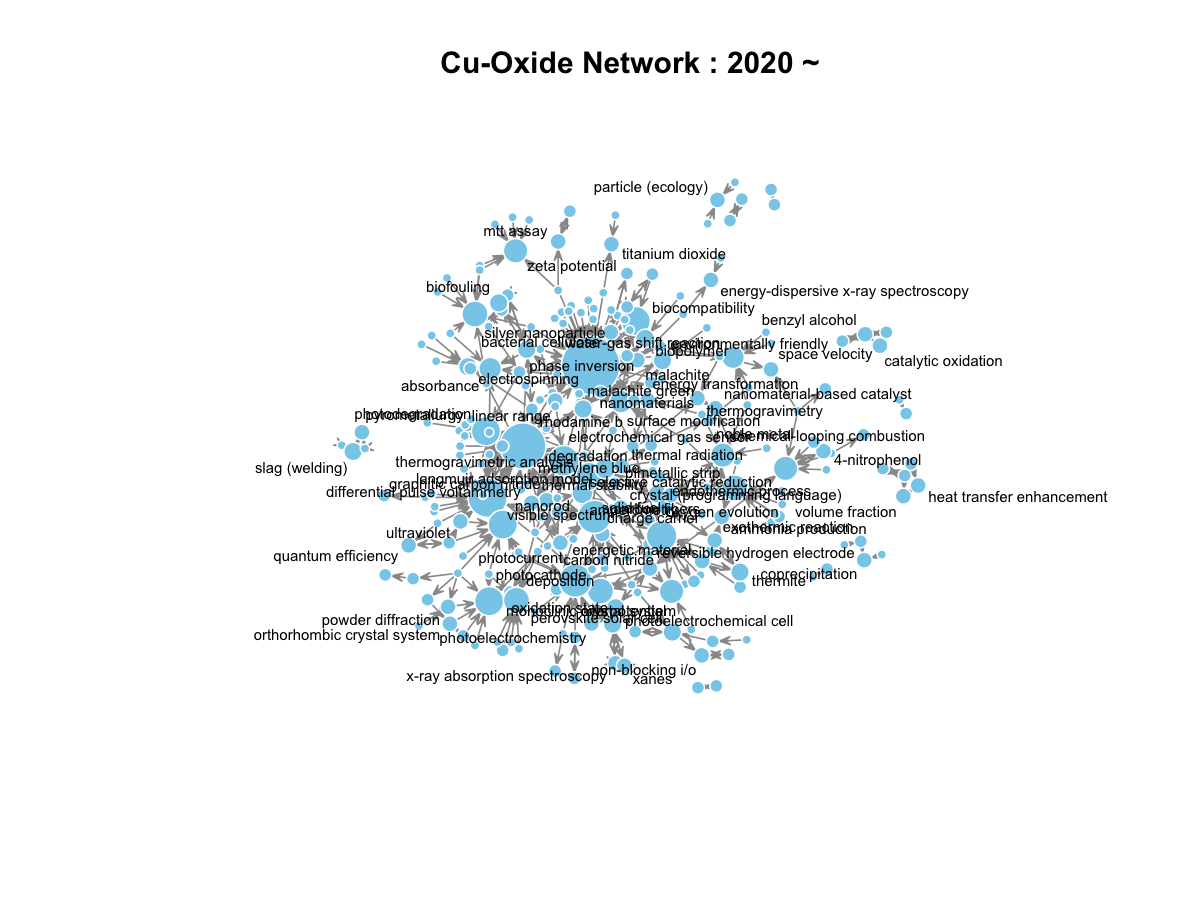 Cu-Oxide Network : 2020 ~
particle (ecology)
mtt assay
titanium dioxide
zeta potential
biofouling
energy-dispersive x-ray spectroscopy
biocompatibility
benzyl alcohol
silver nanoparticle
bacterial cellulose
water-gas shift reaction
environmentally friendly
biopolymer
space velocity
catalytic oxidation
phase inversion
malachite
electrospinning
absorbance
energy transformation
malachite green
nanomaterial-based catalyst
nanomaterials
thermogravimetry
photodegradation
pyrometallurgy
linear range
rhodamine b
surface modification
noble metal
electrochemical gas sensor
chemical-looping combustion
degradation
thermal radiation
4-nitrophenol
thermogravimetric analysis
slag (welding)
methylene blue
bimetallic strip
langmuir adsorption model
selective catalytic reduction
graphitic carbon nitride
thermal stability
differential pulse voltammetry
endothermic process
crystal (programming language)
heat transfer enhancement
nanorod
visible spectrum
charge carrier
oxygen evolution
volume fraction
exothermic reaction
ammonia production
ultraviolet
quantum efficiency
photocurrent
energetic material
carbon nitride
reversible hydrogen electrode
photocathode
deposition
coprecipitation
thermite
oxidation state
monoclinic crystal system
perovskite solar cell
powder diffraction
photoelectrochemical cell
orthorhombic crystal system
photoelectrochemistry
non-blocking i/o
x-ray absorption spectroscopy
xanes